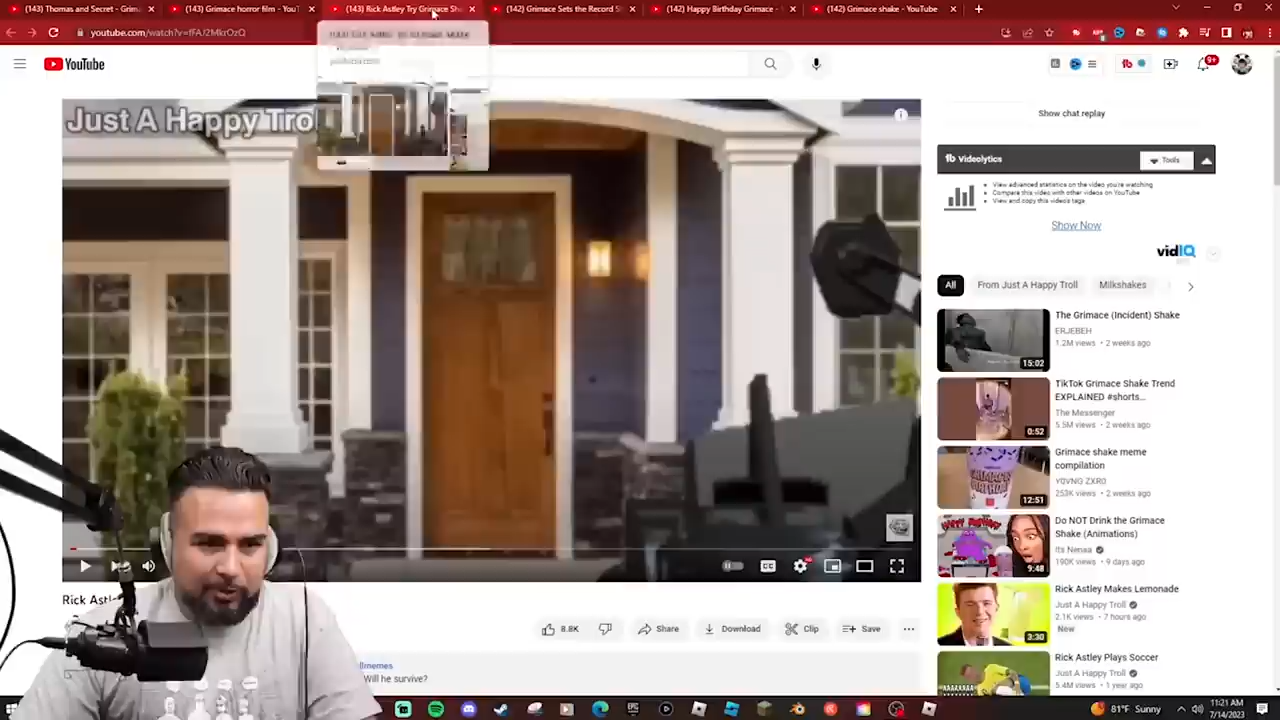 (143) Thomas and Secret - Grima
(143) Grimace horror film - YouT
(143) Rick Astley Try Grimace Sh
(142) Grimace Sets the Record S
(142) Happy Birthday Grimace -
(142) Grimace shake - YouTube
youtube.com/watch?v=fFAJ2MkrOzQ
YouTube
9+
Just A Happy Tro
Show chat replay
Videolytics
Tools
View advanced statistics on the video you're watching
Compare this video with other videos on YouTube
View and copy this video's tags
Show Now
vidIQ
All
From Just A Happy Troll
Milkshakes
The Grimace (Incident) Shake
ERJEBEH
1.2M views • 2 weeks ago
15:02
TikTok Grimace Shake Trend
EXPLAINED #shorts...
The Messenger
5.5M views • 2 weeks ago
0:52
Grimace shake meme
compilation
YOVNG ZXRO
253K views • 2 weeks ago
12:51
Do NOT Drink the Grimace
Shake (Animations)
Its Nenaa
190K views • 9 days ago
9:48
Rick Astley Makes Lemonade
Just A Happy Troll
2.1K views • 7 hours ago
New
3:30
Rick Astley Plays Soccer
Just A Happy Troll
5.4M views • 1 year ago
Rick Astl
8.8K
Share
Download
Clip
Save
llmemes
Will he survive?
81°F Sunny
11:21 AM
7/14/2023